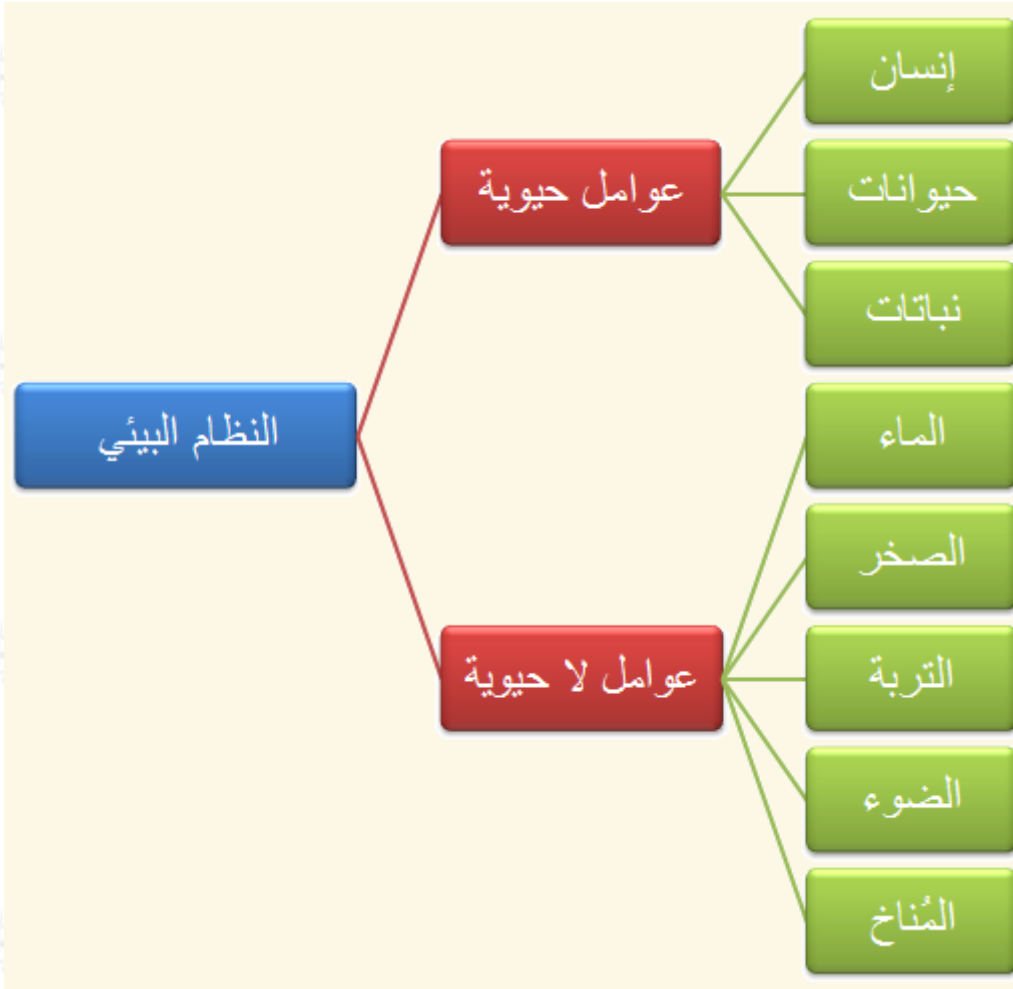 النظام البيئي
عوامل حيوية
إنسان
حيوانات
نباتات
عوامل لا حيوية
الماء
الصخر
التربة
الضوء
المُناخ